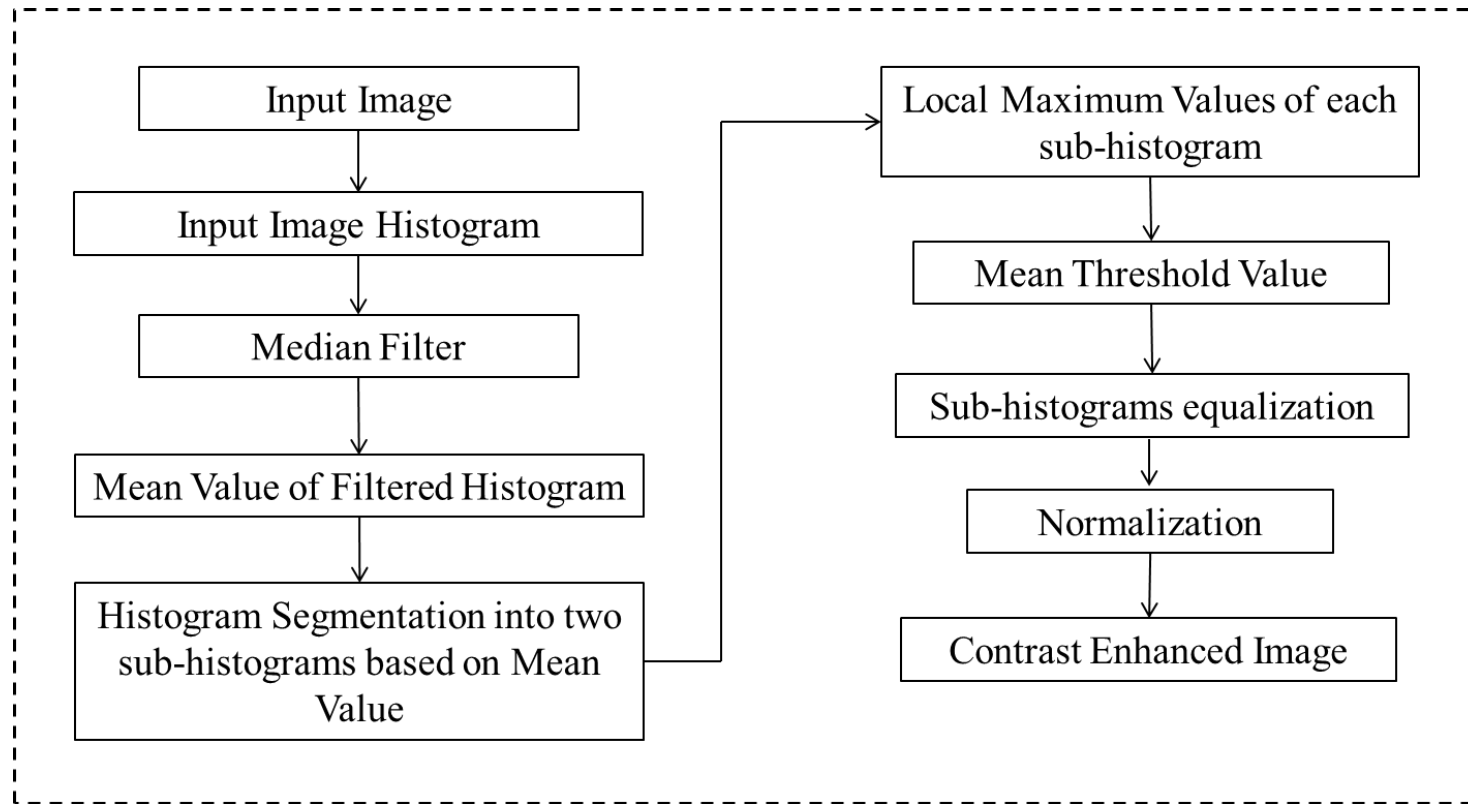 Input Image
Input Image Histogram
Median Filter
Mean Value of Filtered Histogram
Histogram Segmentation into two
sub-histograms based on Mean
Value
Local Maximum Values of each
sub-histogram
Mean Threshold Value
Sub-histograms equalization
Normalization
Contrast Enhanced Image